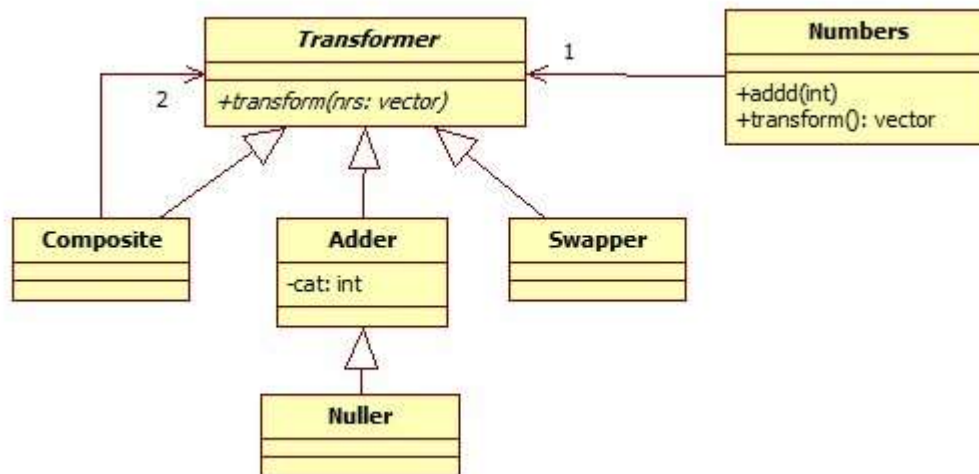 Transformer
+transform(nrs: vector)
1
Numbers
+addd(int)
+transform(): vector
2
Composite
Adder
-cat: int
Swapper
Nuller